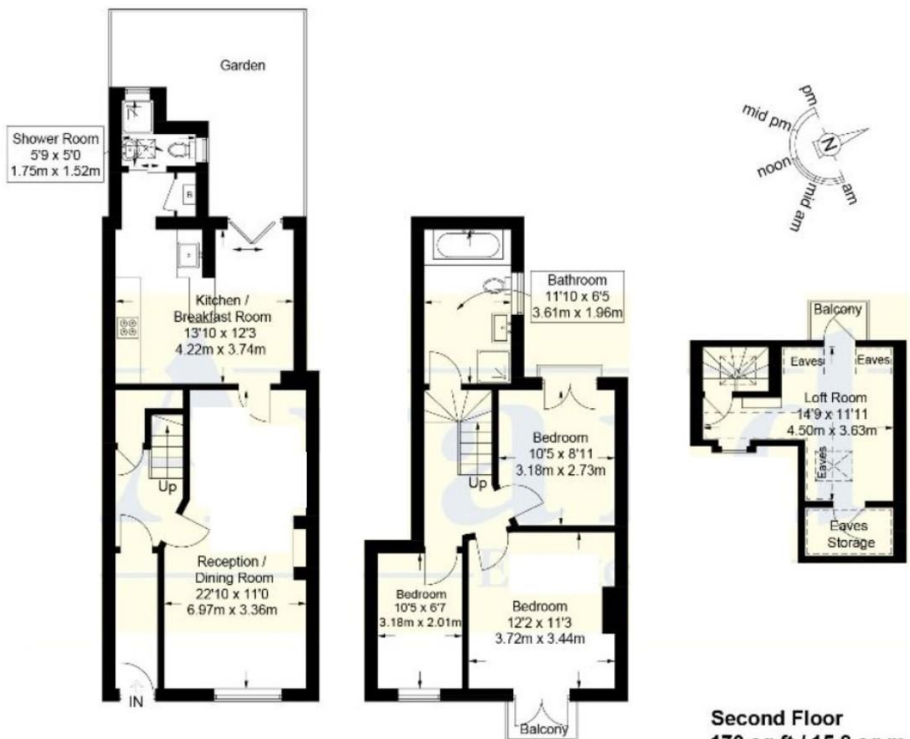 Garden
Shower Room
5'9 x 5'0
1.75m x 1.52m
B
Kitchen /
Breakfast Room
13'10 x 12'3
4.22m x 3.74m
Up
Reception /
Dining Room
22'10 x 11'0
6.97m x 3.36m
IN
Bathroom
11'10 x 6'5
3.61m x 1.96m
Up
Bedroom
10'5 x 8'11
3.18m x 2.73m
Bedroom
10'5 x 6'7
3.18m x 2.01m
Bedroom
12'2 x 11'3
3.72m x 3.44m
Balcony
pm
mid pm
noon
mid am
am
N
Balcony
Eaves
Eaves
Loft Room
14'9 x 11'11
4.50m x 3.63m
Eaves
Eaves
Storage
Second Floor